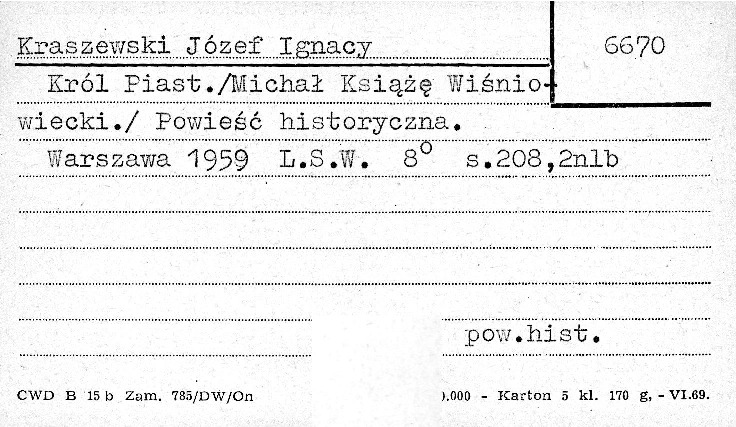 Kraszewski Józef Ignacy 6670
Król Piast./Michał Książę Wiśnio-
wiecki./ Powieść historyczna.
Warszawa 1959 L.S.W. 8° s.208,2nlb
pow.hist.
CWD B 15 b Zam. 785/DW/On ).000 - Karton 5 kl. 170 g, - VI.69.